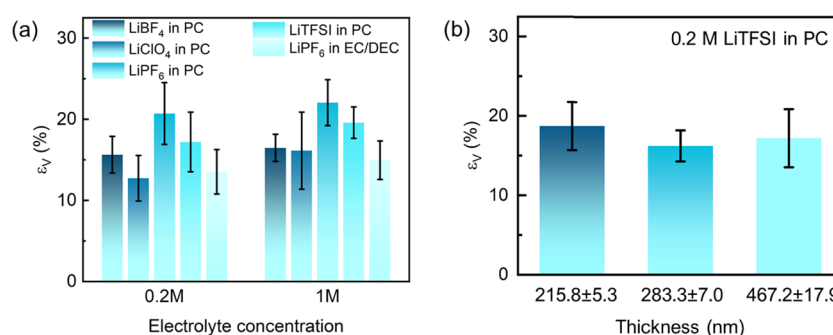 (a)
LiBF4 in PC
LiClO4 in PC
LiPF6 in PC
LiTFSI in PC
LiPF6 in EC/DEC
30
20
10
0
εV (%)
0.2M 1M
Electrolyte concentration
(b)
0.2 M LiTFSI in PC
30
20
10
0
εV (%)
215.8±5.3 283.3±7.0 467.2±17.9
Thickness (nm)